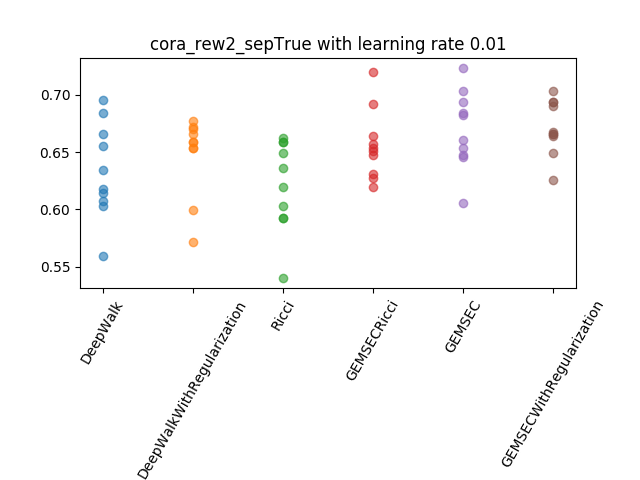 cora_rew2_sepTrue with learning rate 0.01
0.70
0.65
0.60
0.55
DeepWalk
DeepWalkWithRegularization
Ricci
GEMSECRicci
GEMSEC
GEMSECWithRegularization